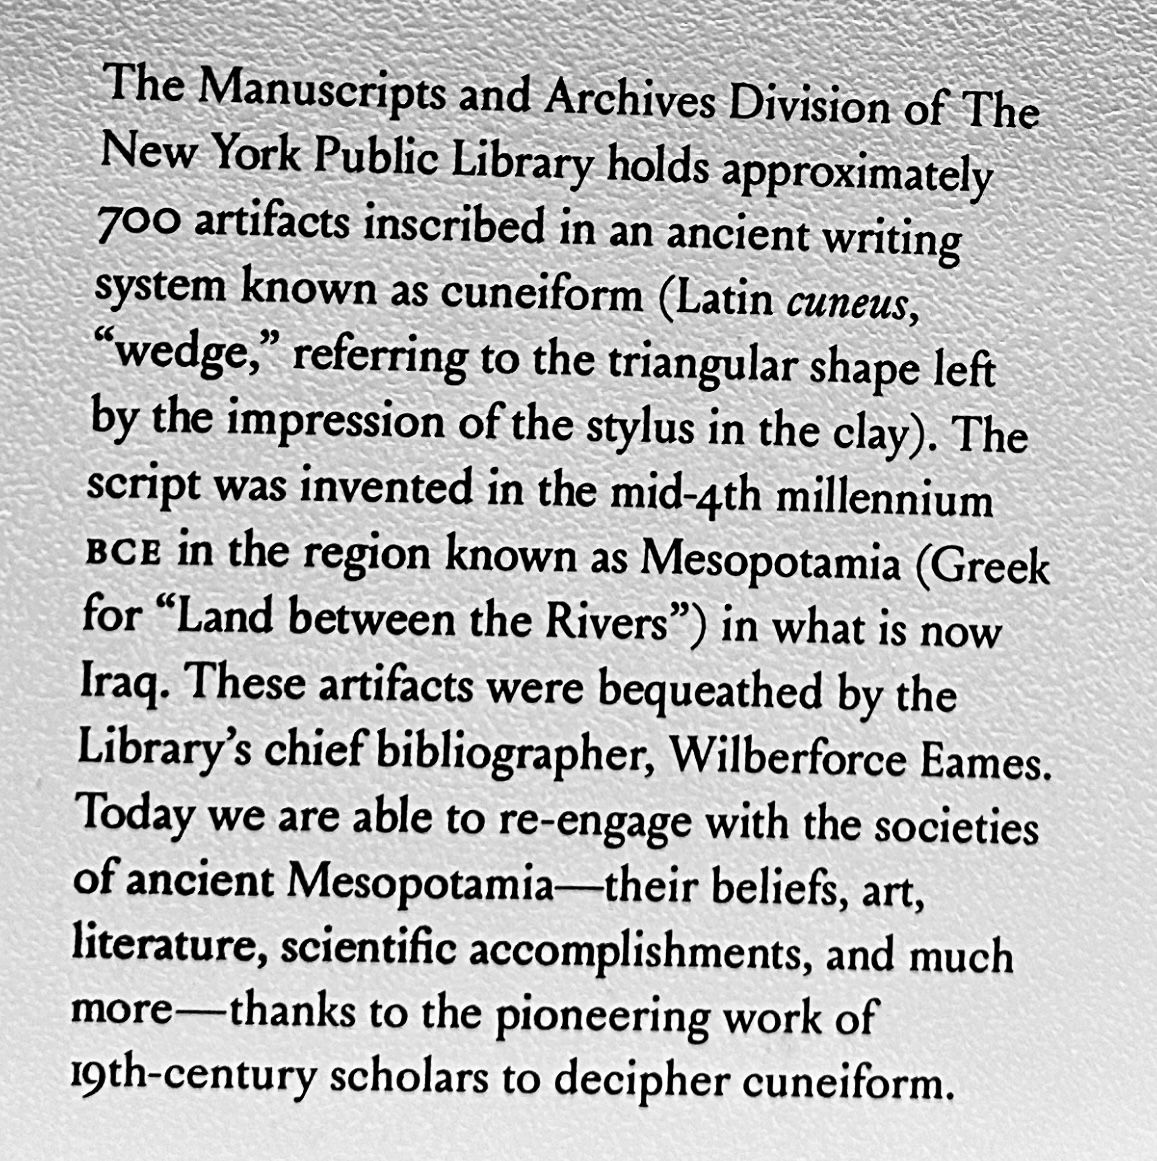 The Manuscripts and Archives Division of The
New York Public Library holds approximately
700 artifacts inscribed in an ancient writing
system known as cuneiform (Latin cuneus,
“wedge,” referring to the triangular shape left
by the impression of the stylus in the clay). The
script was invented in the mid-4th millennium
BCE in the region known as Mesopotamia (Greek
for “Land between the Rivers”) in what is now
Iraq. These artifacts were bequeathed by the
Library’s chief bibliographer, Wilberforce Eames.
Today we are able to re-engage with the societies
of ancient Mesopotamia—their beliefs, art,
literature, scientific accomplishments, and much
more—thanks to the pioneering work of
19th-century scholars to decipher cuneiform.